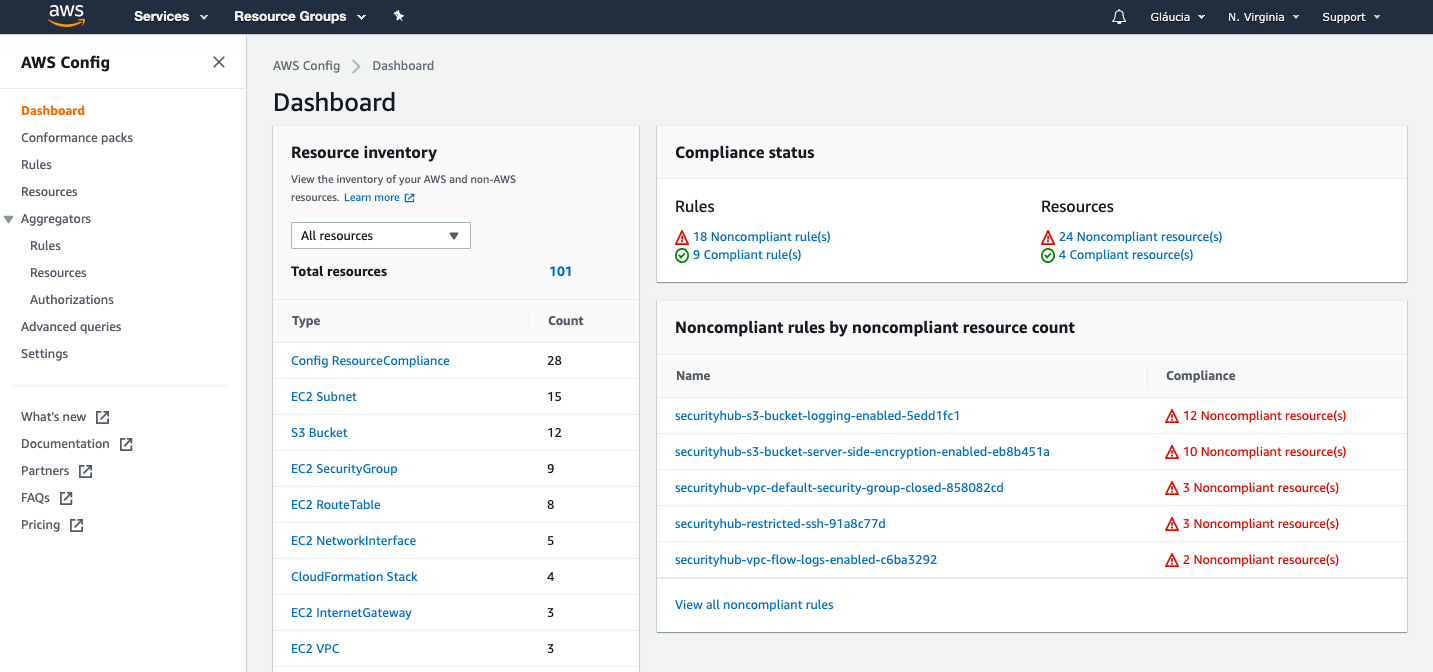 aws
Services
Resource Groups
Gláucia
N. Virginia
Support
AWS Config
Dashboard
Conformance packs
Rules
Resources
Aggregators
Rules
Resources
Authorizations
Advanced queries
Settings
What's new
Documentation
Partners
FAQs
Pricing
AWS Config
Dashboard
Dashboard
Resource inventory
View the inventory of your AWS and non-AWS
resources. Learn more
All resources
Total resources 101
Type Count
Config ResourceCompliance 28
EC2 Subnet 15
S3 Bucket 12
EC2 SecurityGroup 9
EC2 RouteTable 8
EC2 NetworkInterface 5
CloudFormation Stack 4
EC2 InternetGateway 3
EC2 VPC 3
Compliance status
Rules
18 Noncompliant rule(s)
9 Compliant rule(s)
Resources
24 Noncompliant resource(s)
4 Compliant resource(s)
Noncompliant rules by noncompliant resource count
Name Compliance
securityhub-s3-bucket-logging-enabled-5edd1fc1 12 Noncompliant resource(s)
securityhub-s3-bucket-server-side-encryption-enabled-eb8b451a 10 Noncompliant resource(s)
securityhub-vpc-default-security-group-closed-858082cd 3 Noncompliant resource(s)
securityhub-restricted-ssh-91a8c77d 3 Noncompliant resource(s)
securityhub-vpc-flow-logs-enabled-c6ba3292 2 Noncompliant resource(s)
View all noncompliant rules